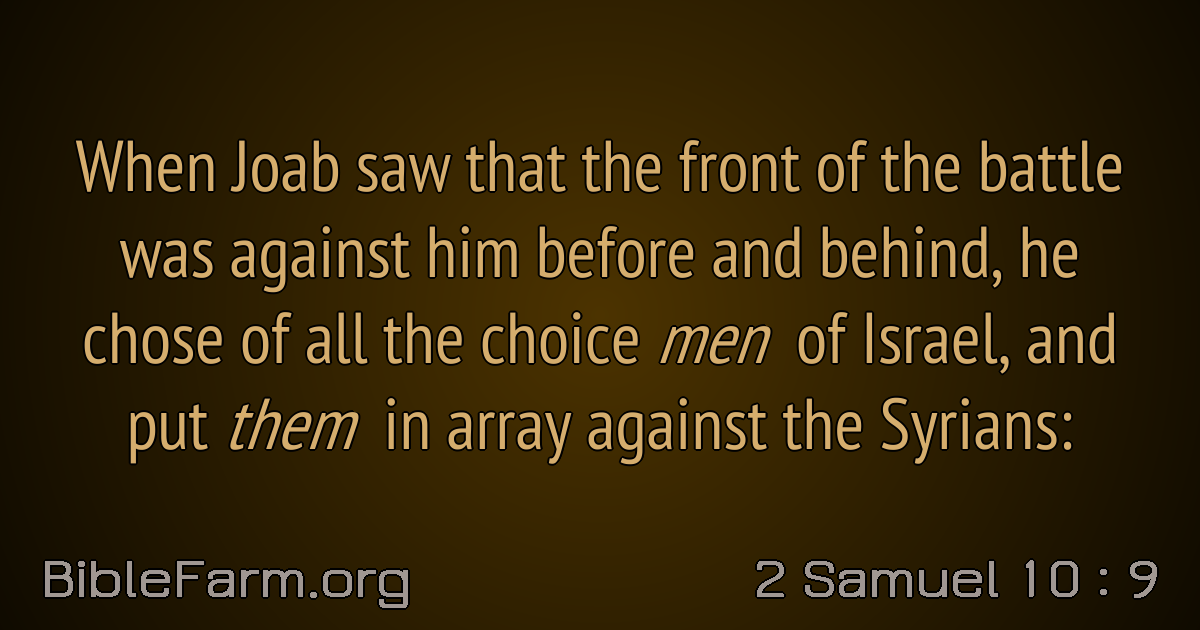 When Joab saw that the front of the battle
was against him before and behind, he
chose of all the choice men of Israel, and
put them in array against the Syrians:
BibleFarm.org
2 Samuel 10 : 9